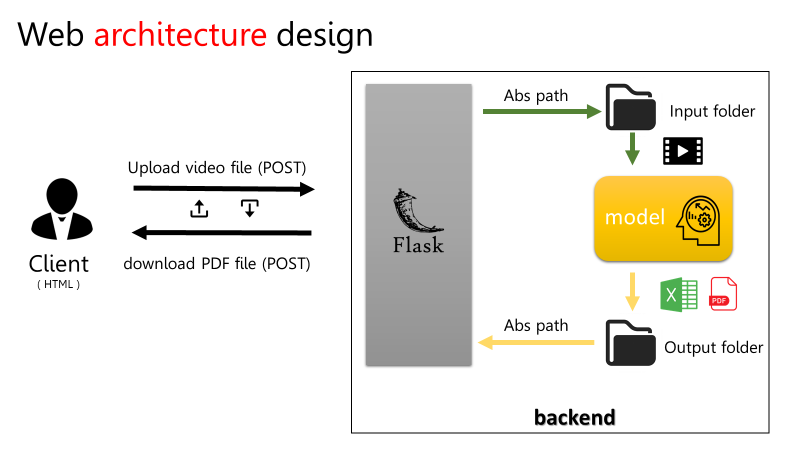 Web architecture design
Abs path
Input folder
Upload video file (POST)
model
Flask
Client
( HTML )
download PDF file (POST)
X
PDF
Abs path
Output folder
backend